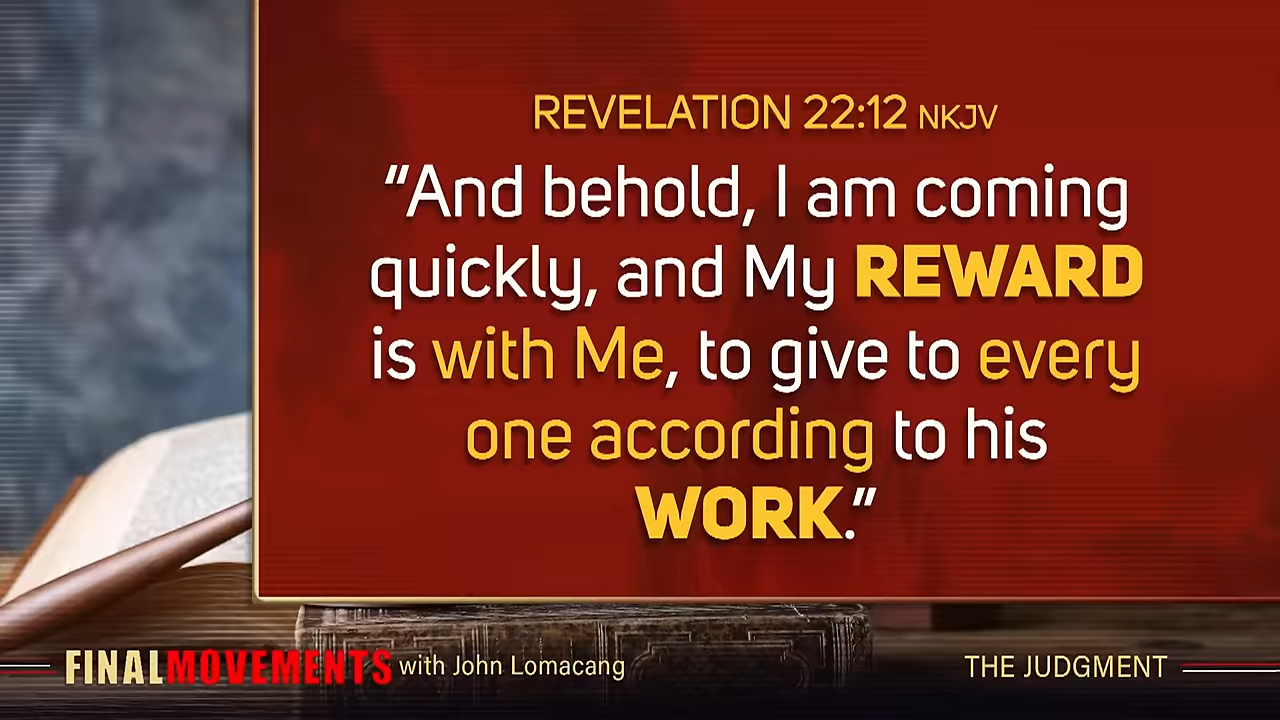 REVELATION 22:12 NKJV
“And behold, I am coming
quickly, and My REWARD
is with Me, to give to every
one according to his
WORK.”
FINALMOVEMENTS with John Lomacang
THE JUDGMENT